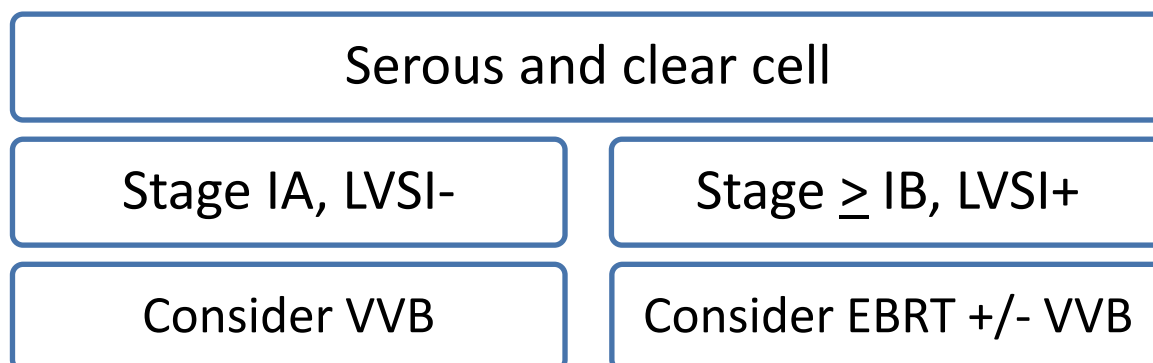 Serous and clear cell
Stage IA, LVSI-
Stage ≥ IB, LVSI+
Consider VVB
Consider EBRT +/- VVB